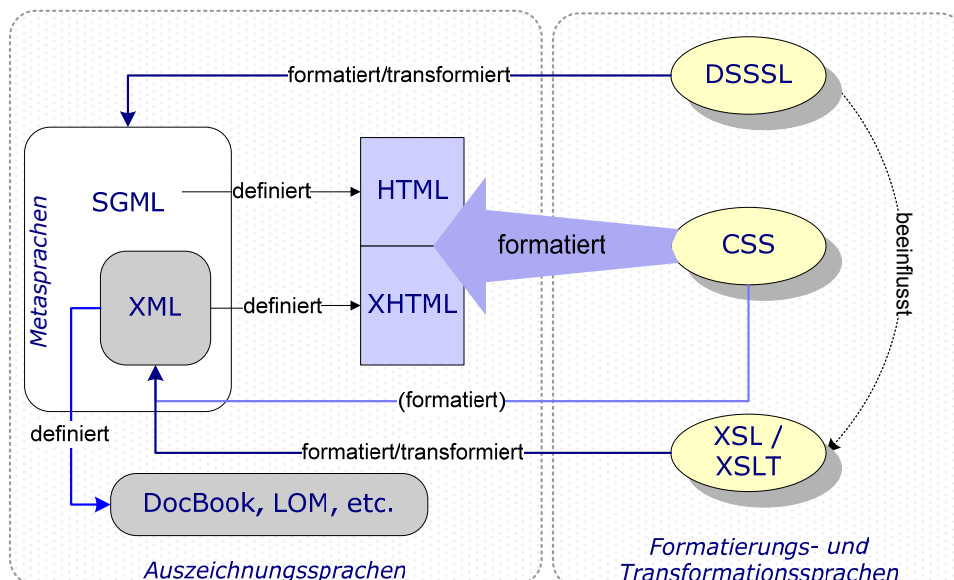 formatiert/transformiert
DSSSL
Metasprachen
SGML
definiert
HTML
formatiert
CSS
beeinflusst
XML
definiert
XHTML
(formatiert)
definiert
formatiert/transformiert
XSL /
XSLT
DocBook, LOM, etc.
Auszeichnungssprachen
Formatierungs- und
Transformationssprachen